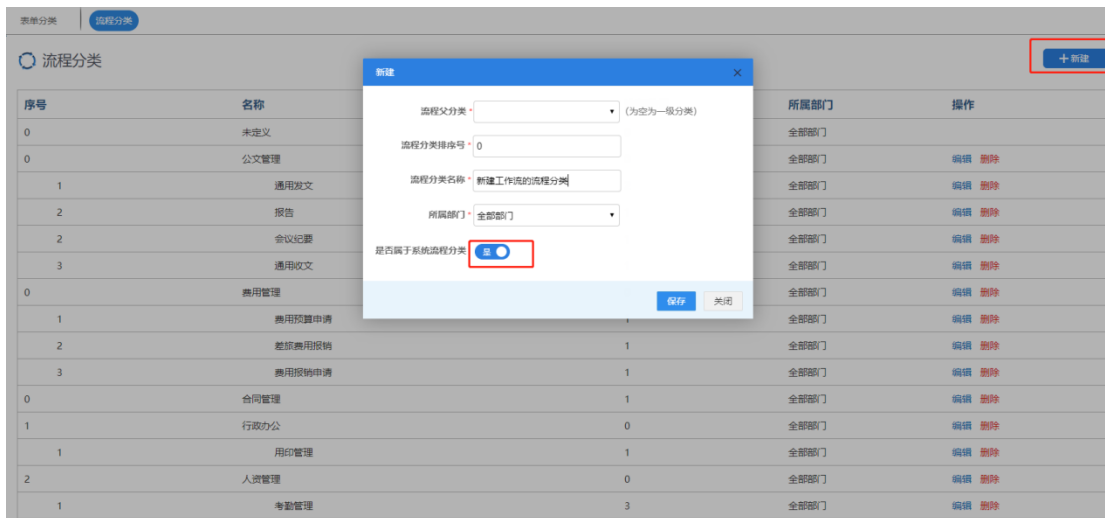 表单分类 流程分类
流程分类 +新建
新建 ×
流程父分类 * (为空为一级分类)
流程分类排序号 * 0
流程分类名称 * 新建工作流的流程分类
所属部门 * 全部部门
是否属于系统流程分类 是
保存 关闭
序号 名称 所属部门 操作
0 未定义 全部部门
0 公文管理 全部部门 编辑 删除
1 通用发文 全部部门 编辑 删除
2 报告 全部部门 编辑 删除
2 会议纪要 全部部门 编辑 删除
3 通用收文 全部部门 编辑 删除
0 费用管理 全部部门 编辑 删除
1 费用预算申请 1 全部部门 编辑 删除
2 差旅费用报销 1 全部部门 编辑 删除
3 费用报销申请 1 全部部门 编辑 删除
0 合同管理 1 全部部门 编辑 删除
1 行政办公 0 全部部门 编辑 删除
1 用印管理 1 全部部门 编辑 删除
2 人资管理 0 全部部门 编辑 删除
1 考勤管理 3 全部部门 编辑 删除